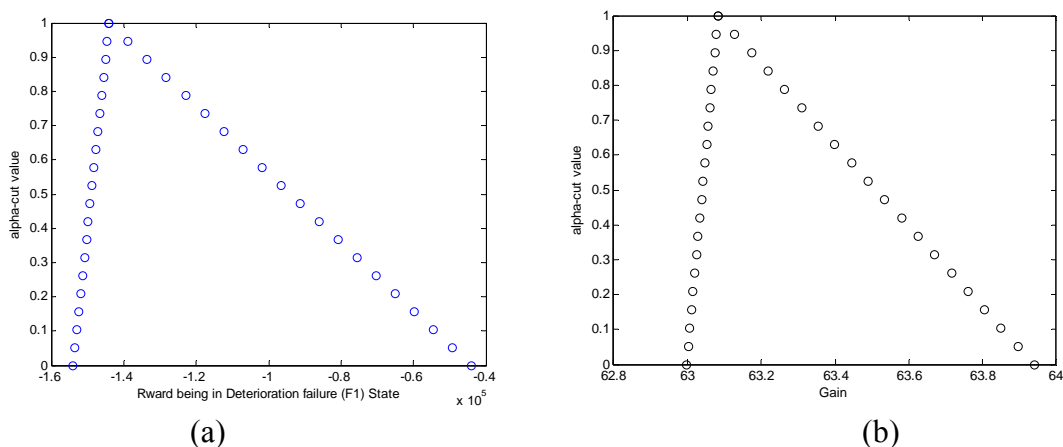 1
0.9
0.8
0.7
0.6
0.5
0.4
0.3
0.2
0.1
0
alpha-cut value
-1.6 -1.4 -1.2 -1 -0.8 -0.6 -0.4
x 10^5
Rward being in Deterioration failure (F1) State
(a)
1
0.9
0.8
0.7
0.6
0.5
0.4
0.3
0.2
0.1
0
alpha-cut value
62.8 63 63.2 63.4 63.6 63.8 64
Gain
(b)